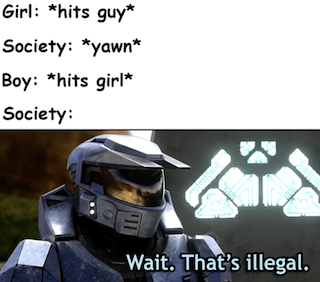 Girl: *hits guy*
Society: *yawn*
Boy: *hits girl*
Society:
Wait. That's illegal.